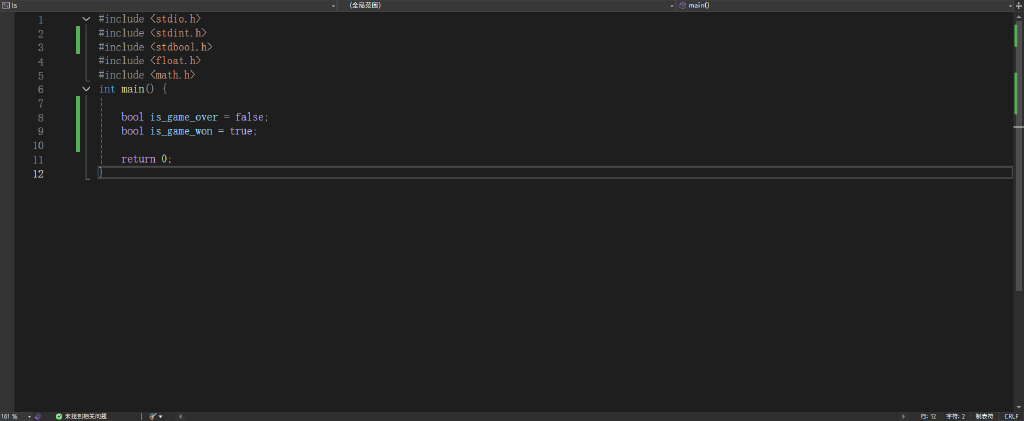 ls (全局范围) main()
1 #include <stdio.h>
2 #include <stdint.h>
3 #include <stdbool.h>
4 #include <float.h>
5 #include <math.h>
6 int main() {
7
8 bool is_game_over = false;
9 bool is_game_won = true;
10
11 return 0;
12 }
161 % 未找到相关问题 行: 12 字符: 2 制表符 CRLF